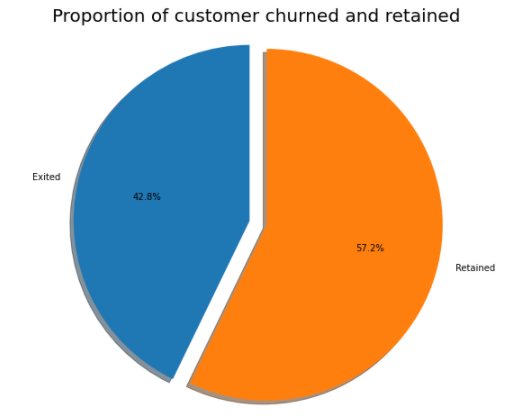 Proportion of customer churned and retained
Exited
42.8%
57.2%
Retained